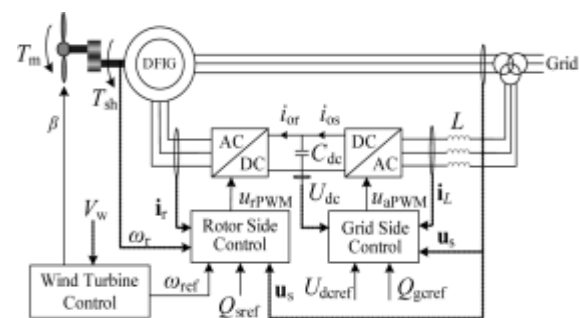 T_m
DFIG
Grid
T_sh
β
i_or
i_os
L
AC
DC
C_dc
DC
AC
U_dc
i_r
u_rPWM
u_aPWM
i_L
V_w
ω_r
Rotor Side
Control
Grid Side
Control
u_s
Wind Turbine
Control
ω_ref
Q_sref
u_s
U_dcref
Q_gcref